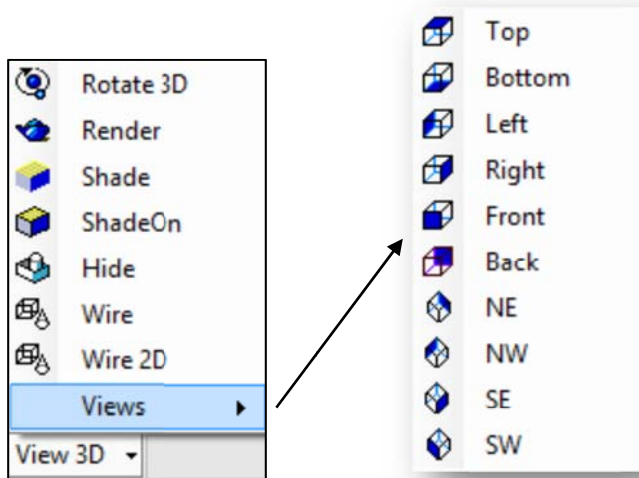 Rotate 3D
Render
Shade
ShadeOn
Hide
Wire
Wire 2D
Views
View 3D
Top
Bottom
Left
Right
Front
Back
NE
NW
SE
SW